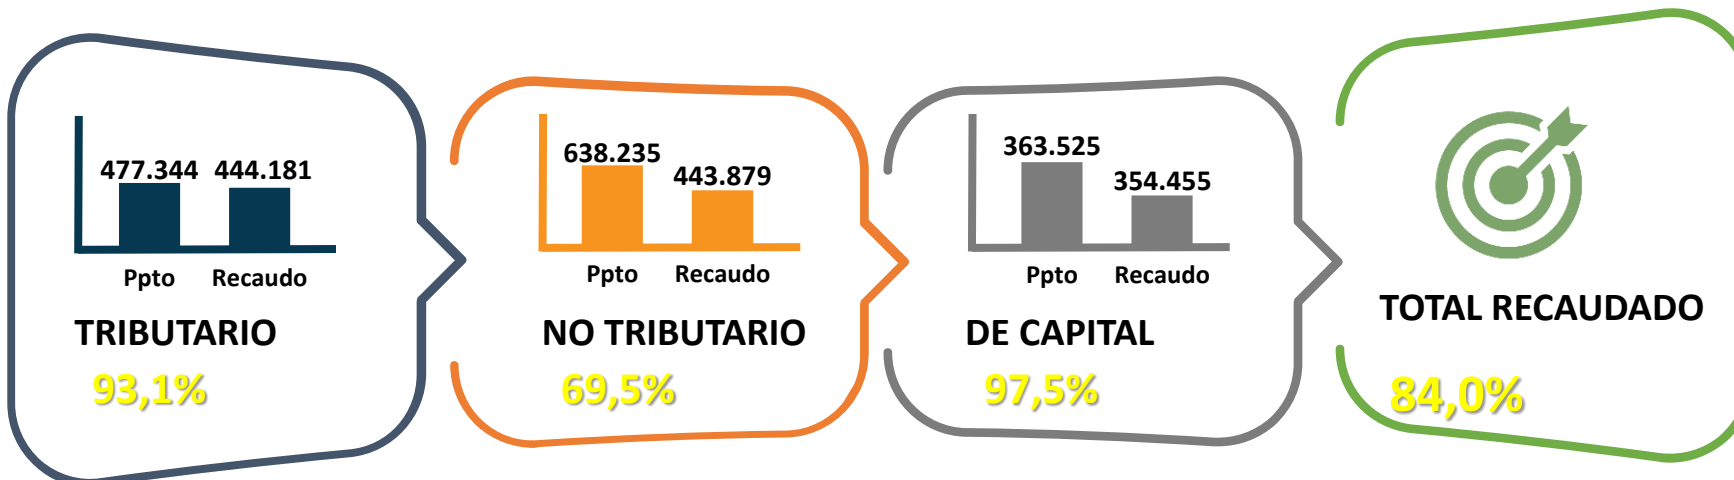 477.344 444.181
Ppto Recaudo
TRIBUTARIO
93,1%
638.235
443.879
Ppto Recaudo
NO TRIBUTARIO
69,5%
363.525
354.455
Ppto Recaudo
DE CAPITAL
97,5%
TOTAL RECAUDADO
84,0%